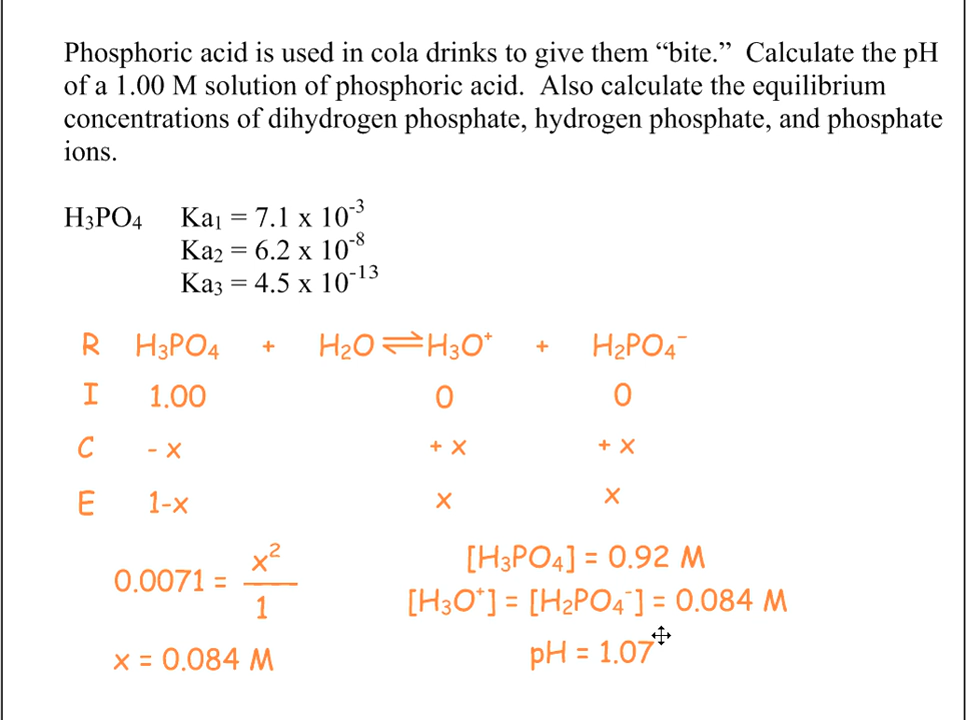 Phosphoric acid is used in cola drinks to give them “bite.” Calculate the pH
of a 1.00 M solution of phosphoric acid. Also calculate the equilibrium
concentrations of dihydrogen phosphate, hydrogen phosphate, and phosphate
ions.
H₃PO₄ Ka₁ = 7.1 x 10⁻³
Ka₂ = 6.2 x 10⁻⁸
Ka₃ = 4.5 x 10⁻¹³
R H₃PO₄ + H₂O ⇌ H₃O⁺ + H₂PO₄⁻
I 1.00 0 0
C - x + x + x
E 1-x x x
0.0071 = x² / 1
x = 0.084 M
[H₃PO₄] = 0.92 M
[H₃O⁺] = [H₂PO₄⁻] = 0.084 M
pH = 1.07